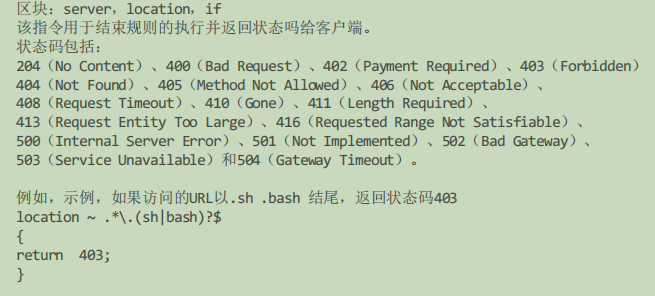 区块：server，location，if
该指令用于结束规则的执行并返回状态吗给客户端。
状态码包括：
204（No Content）、400（Bad Request）、402（Payment Required）、403（Forbidden）
404（Not Found）、405（Method Not Allowed）、406（Not Acceptable）、
408（Request Timeout）、410（Gone）、411（Length Required）、
413（Request Entity Too Large）、416（Requested Range Not Satisfiable）、
500（Internal Server Error）、501（Not Implemented）、502（Bad Gateway）、
503（Service Unavailable）和504（Gateway Timeout）。
例如，示例，如果访问的URL以.sh .bash 结尾，返回状态码403
location ~ .*\.(sh|bash)?$
{
return 403;
}